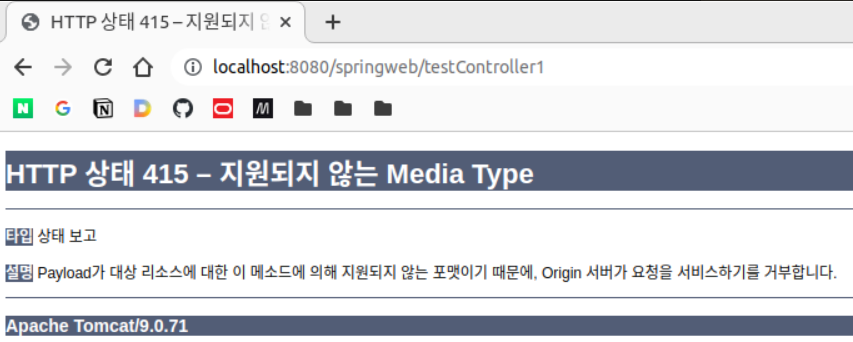 HTTP 상태 415 – 지원되지
localhost:8080/springweb/testController1
N G N D M
HTTP 상태 415 – 지원되지 않는 Media Type
타입 상태 보고
설명 Payload가 대상 리소스에 대한 이 메소드에 의해 지원되지 않는 포맷이기 때문에, Origin 서버가 요청을 서비스하기를 거부합니다.
Apache Tomcat/9.0.71